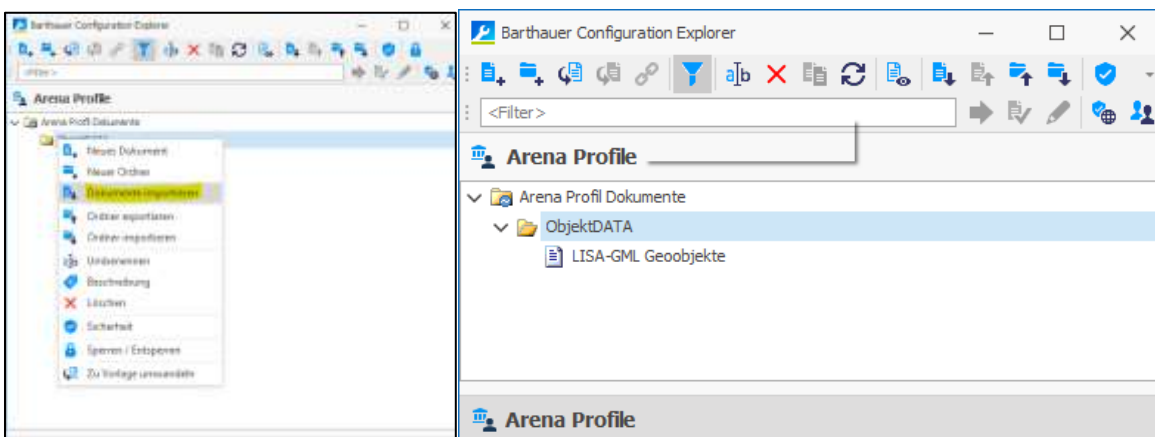 Barthauer Configuration Explorer
<Filter>
Arena Profile
Arena Profil Dokumente
Neues Dokument
Neuer Ordner
Dokumente importieren
Ordner exportieren
Ordner importieren
Umbenennen
Beschreibung
Löschen
Sicherheit
Sperren / Entsperren
Zu Vorlage umwandeln
Barthauer Configuration Explorer
a b
<Filter>
Arena Profile
Arena Profil Dokumente
ObjektDATA
LISA-GML Geoobjekte
Arena Profile